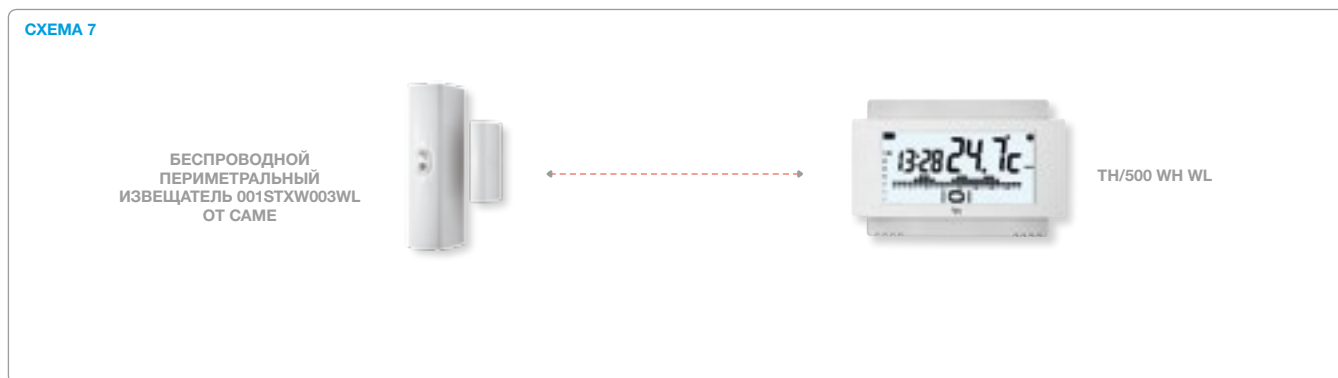 СХЕМА 7
БЕСПРОВОДНОЙ
ПЕРИМЕТРАЛЬНЫЙ
ИЗВЕЩАТЕЛЬ 001STXW003WL
ОТ CAME
13:28 24.7c
TH/500 WH WL